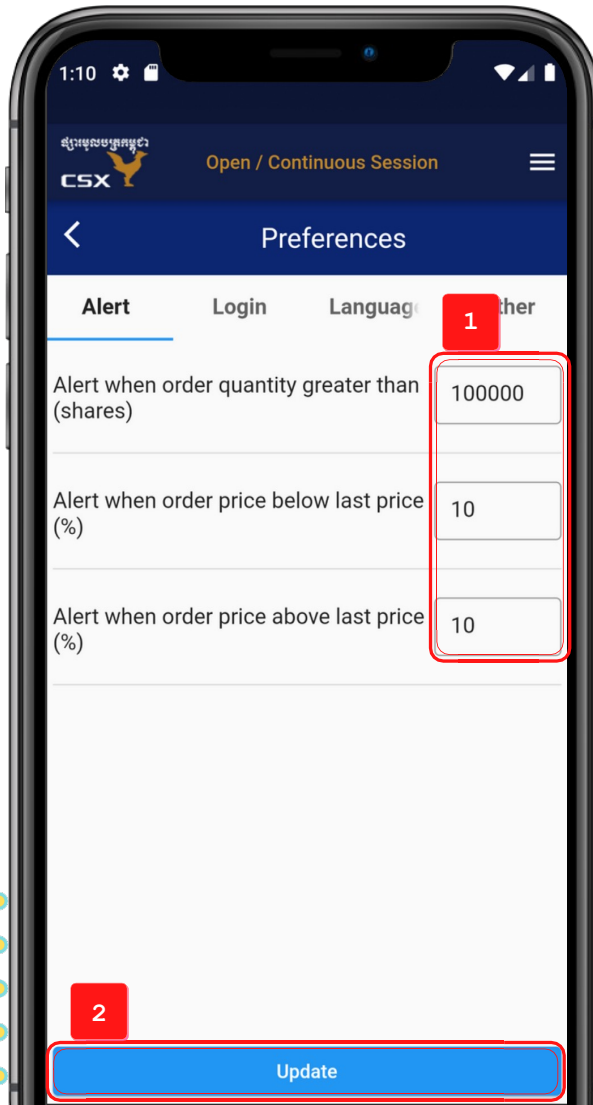 1:10
ផ្សារមូលបត្រកម្ពុជា
CSX
Open / Continuous Session
Preferences
Alert Login Languag ther
1
Alert when order quantity greater than
(shares)
100000
Alert when order price below last price
(%)
10
Alert when order price above last price
(%)
10
2
Update